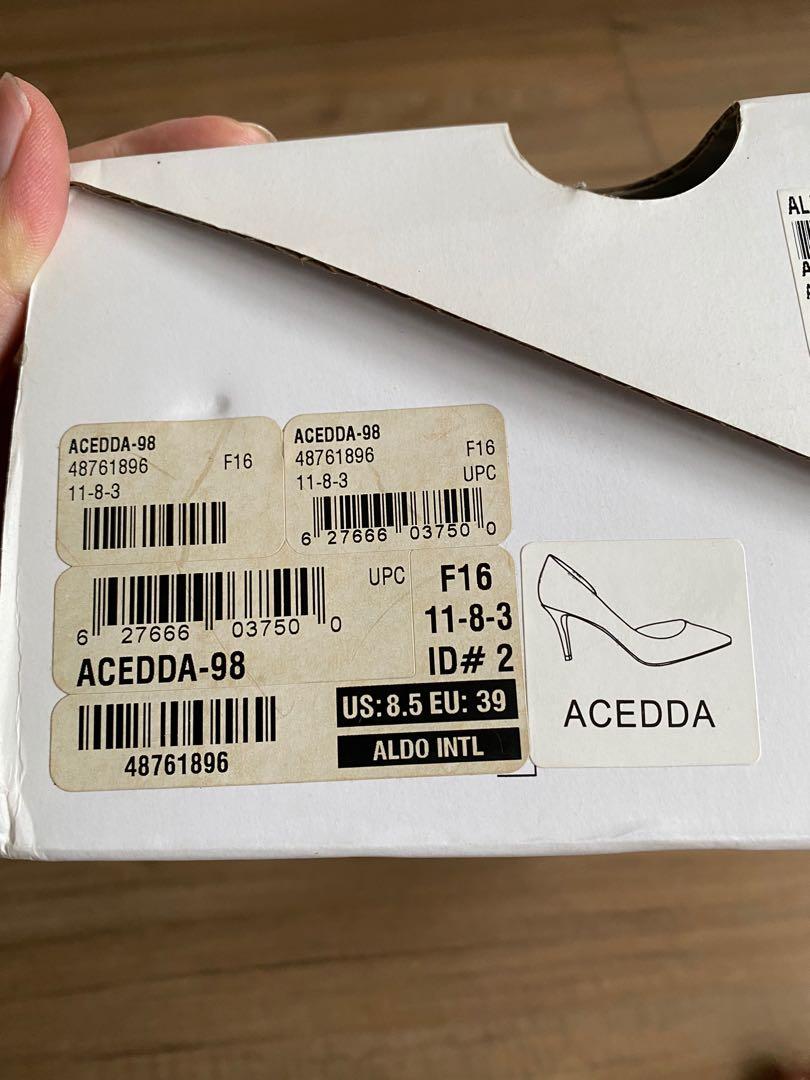 ACEDDA-98
48761896 F16
11-8-3
ACEDDA-98
48761896 F16
11-8-3 UPC
6 27666 03750 0
UPC
6 27666 03750 0
ACEDDA-98
F16
11-8-3
ID# 2
US: 8.5 EU: 39
ALDO INTL
48761896
ACEDDA